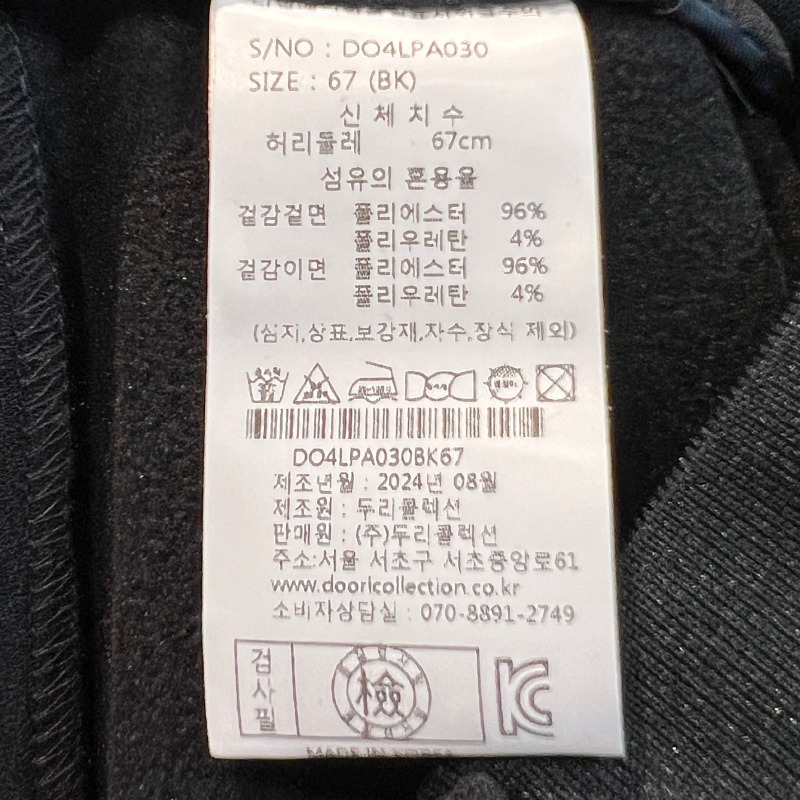 S/NO : DO4LPA030
SIZE : 67 (BK)
신 체 치 수
허리둘레 67cm
섬유의 혼용율
겉감겉면 폴리에스터 96%
폴리우레탄 4%
겉감이면 폴리에스터 96%
폴리우레탄 4%
(심지,상표,보강재,자수,장식 제외)
DO4LPA030BK67
제조년월 : 2024년 08월
제조원 : 두리콜렉션
판매원 : (주)두리콜렉션
주소:서울 서초구 서초중앙로61
www.dooricollection.co.kr
소비자상담실 : 070-8891-2749
검사필
檢
KC
MADE IN KOREA